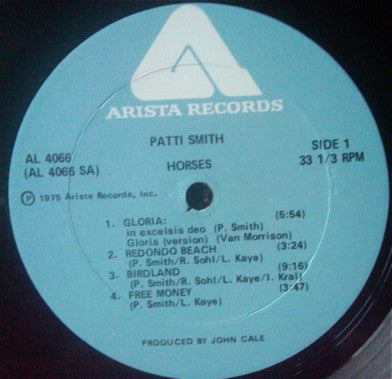 ARISTA RECORDS
PATTI SMITH
AL 4066
(AL 4066 SA)
HORSES
SIDE 1
33 1/3 RPM
Ⓟ 1975 Arista Records, Inc.
1. GLORIA: (5:54)
in excelsis deo (P. Smith)
Gloria (version) (Van Morrison)
2. REDONDO BEACH (3:24)
(P. Smith/R. Sohl/L. Kaye)
3. BIRDLAND (9:16)
(P. Smith/R. Sohl/L. Kaye/I. Kral)
4. FREE MONEY (3:47)
(P. Smith/L. Kaye)
PRODUCED BY JOHN CALE